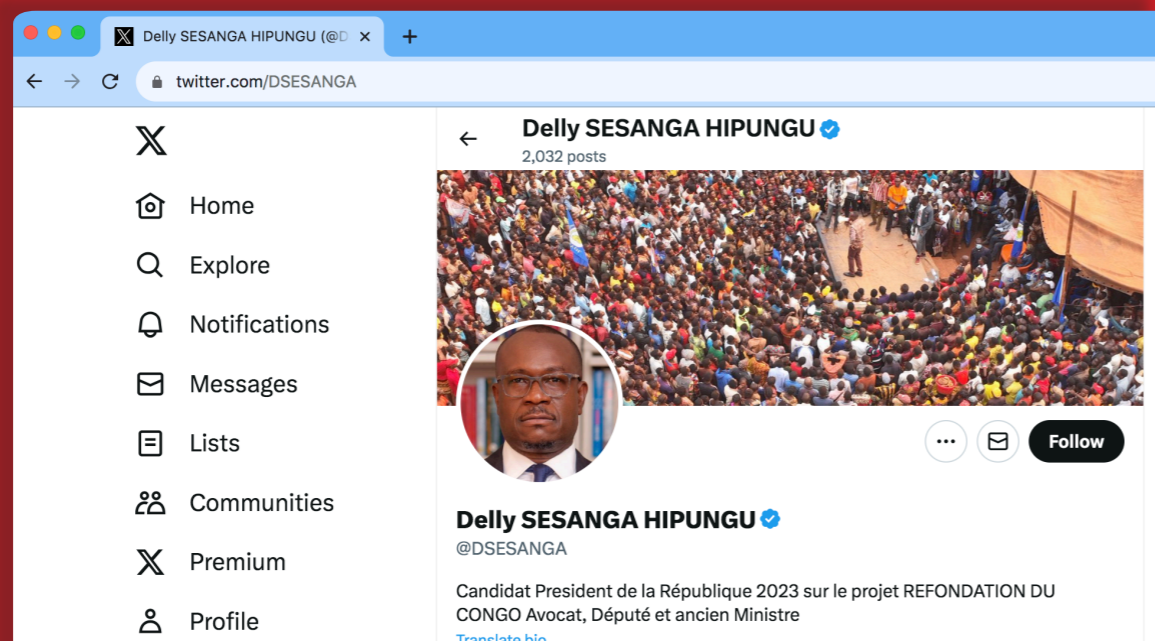 Delly SESANGA HIPUNGU (@D
twitter.com/DSESANGA
Home
Explore
Notifications
Messages
Lists
Communities
Premium
Profile
Delly SESANGA HIPUNGU
2,032 posts
Follow
Delly SESANGA HIPUNGU
@DSESANGA
Candidat President de la République 2023 sur le projet REFONDATION DU
CONGO Avocat, Député et ancien Ministre
Translate bio